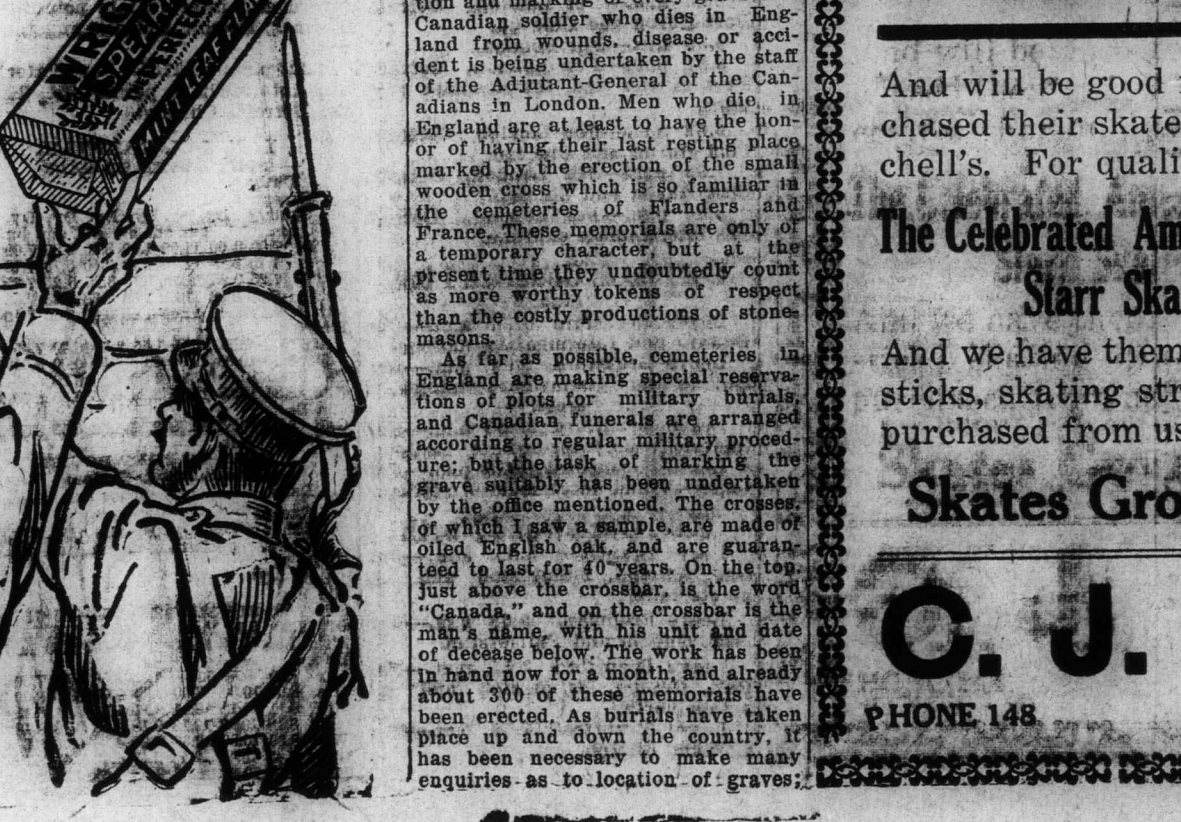 WRIG
SPEARM
THE PERFECT G
MINT LEAF FLA
tion and marking of every
Canadian soldier who dies in Eng-
land from wounds, disease or acci-
dent is being undertaken by the staff
of the Adjutant-General of the Can-
adians in London. Men who die in
England are at least to have the hon-
or of having their last resting place
marked by the erection of the small
wooden cross which is so familiar in
the cemeteries of Flanders and
France. These memorials are only of
a temporary character, but at the
present time they undoubtedly count
as more worthy tokens of respect
than the costly productions of stone-
masons.
As far as possible, cemeteries in
England are making special reserva-
tions of plots for military burials,
and Canadian funerals are arranged
according to regular military proced-
ure; but the task of marking the
grave suitably has been undertaken
by the office mentioned. The crosses,
of which I saw a sample, are made of
oiled English oak, and are guaran-
teed to last for 40 years. On the top,
just above the crossbar, is the word
"Canada," and on the crossbar is the
man's name, with his unit and date
of decease below. The work has been
in hand now for a month, and already
about 300 of these memorials have
been erected. As burials have taken
place up and down the country, it
has been necessary to make many
enquiries as to location of graves;
And will be good
chased their skate
chell's. For quali
The Celebrated Am
Starr Ska
And we have them
sticks, skating str
purchased from us
Skates Gro
C. J.
PHONE 148